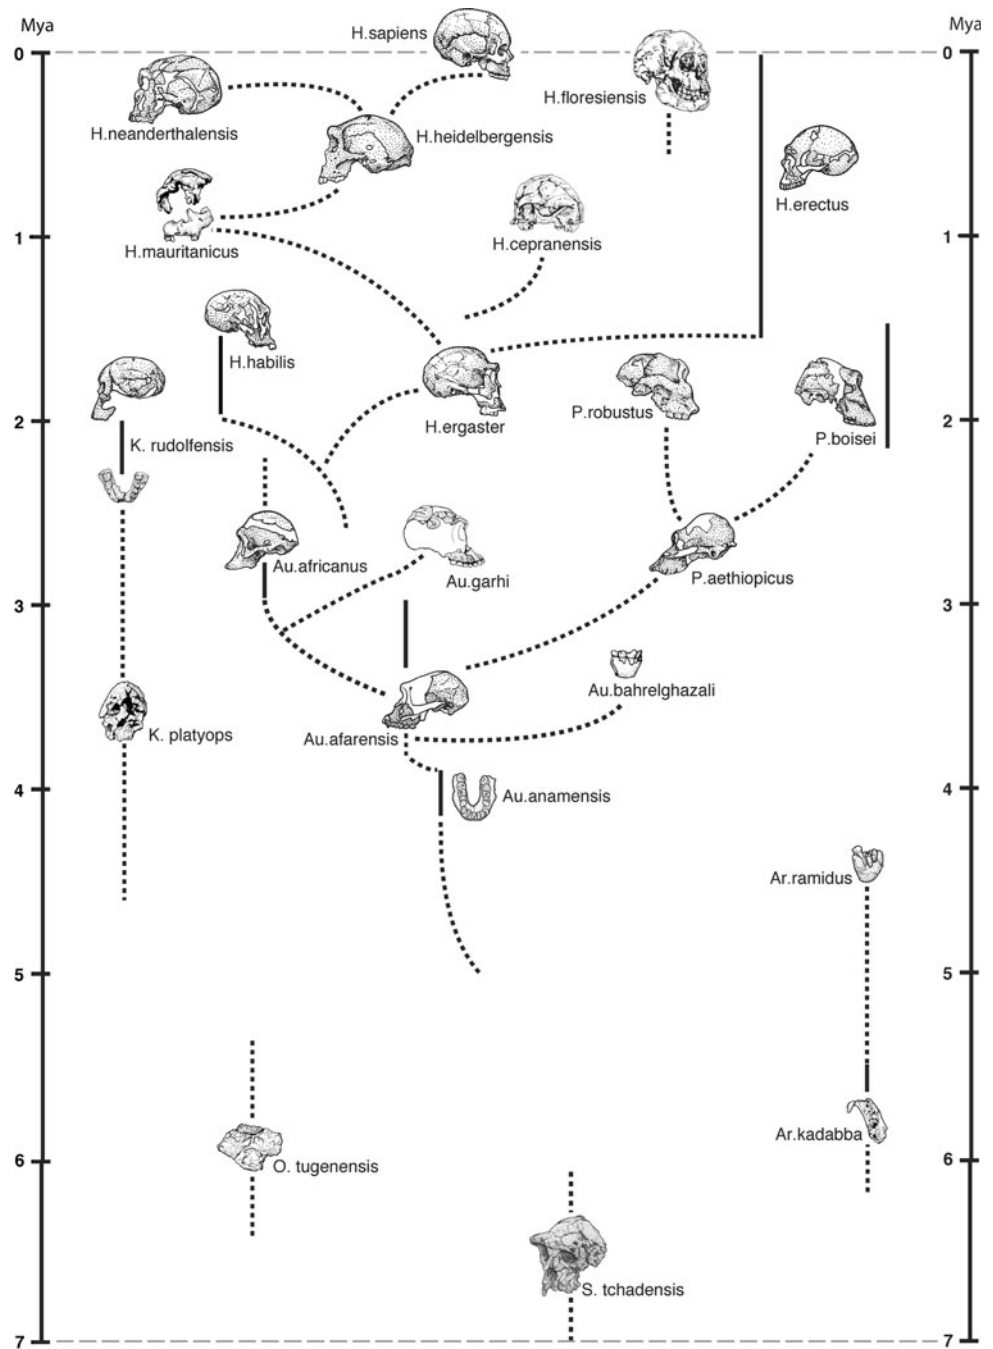 Mya
Mya
H.sapiens
0
0
H.floresiensis
H.neanderthalensis
H.heidelbergensis
H.erectus
1
1
H.mauritanicus
H.cepranensis
H.habilis
P.robustus
H.ergaster
2
2
K. rudolfensis
P.boisei
Au.africanus
Au.garhi
P.aethiopicus
3
3
Au.bahrelghazali
K. platyops
Au.afarensis
4
4
Au.anamensis
Ar.ramidus
5
5
Ar.kadabba
6
6
O. tugenensis
S. tchadensis
7
7